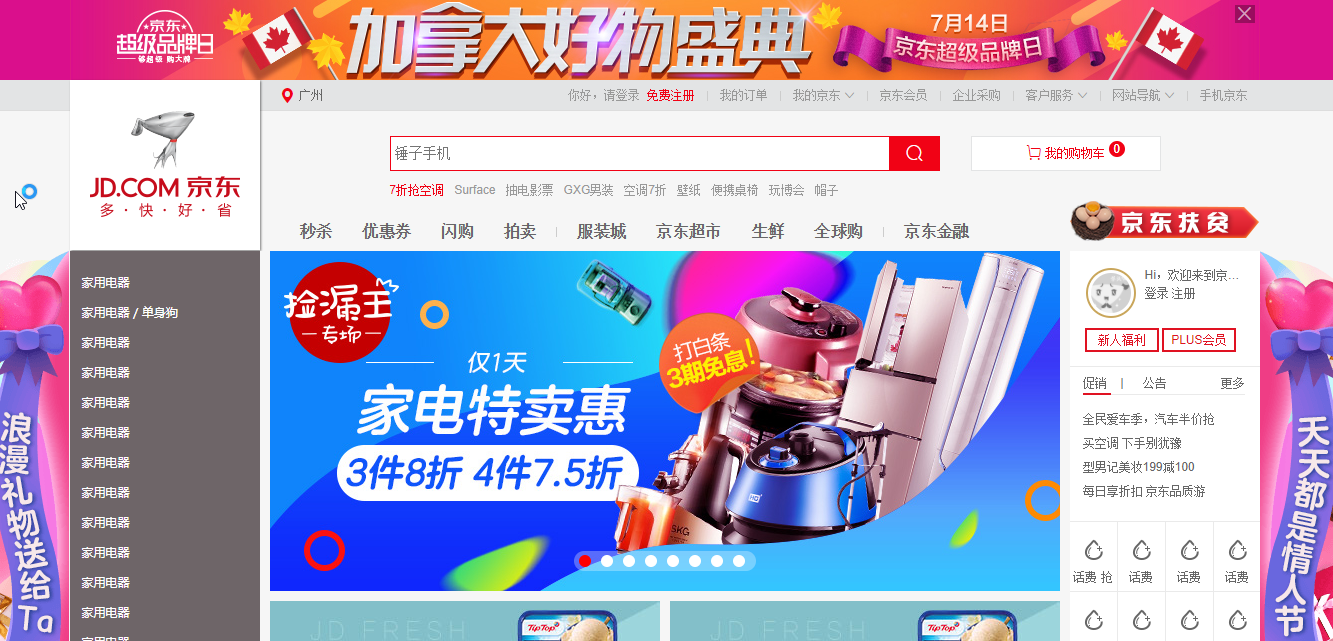 京东
超级品牌日
够超级 购大牌
加拿大好物盛典
7月14日
京东超级品牌日
广州
你好，请登录 免费注册
我的订单
我的京东
京东会员
企业采购
客户服务
网站导航
手机京东
JD.COM 京东
多·快·好·省
锤子手机
我的购物车 0
7折抢空调 Surface 抽电影票 GXG男装 空调7折 壁纸 便携桌椅 玩博会 帽子
秒杀 优惠券 闪购 拍卖 服装城 京东超市 生鲜 全球购 京东金融
京东扶贫
家用电器
家用电器 / 单身狗
家用电器
家用电器
家用电器
家用电器
家用电器
家用电器
家用电器
家用电器
家用电器
家用电器
家用电器
捡漏王
专场
仅1天
家电特卖惠
3件8折 4件7.5折
打白条
3期免息!
5KG
Hi，欢迎来到京...
登录 注册
新人福利
PLUS会员
促销
公告
更多
全民爱车季，汽车半价抢
买空调 下手别犹豫
型男记美妆199减100
每日享折扣 京东品质游
话费 抢
话费
话费
话费
浪漫礼物送给Ta
天天都是情人节
JD FRESH
TipTop
JD FRESH
TipTop